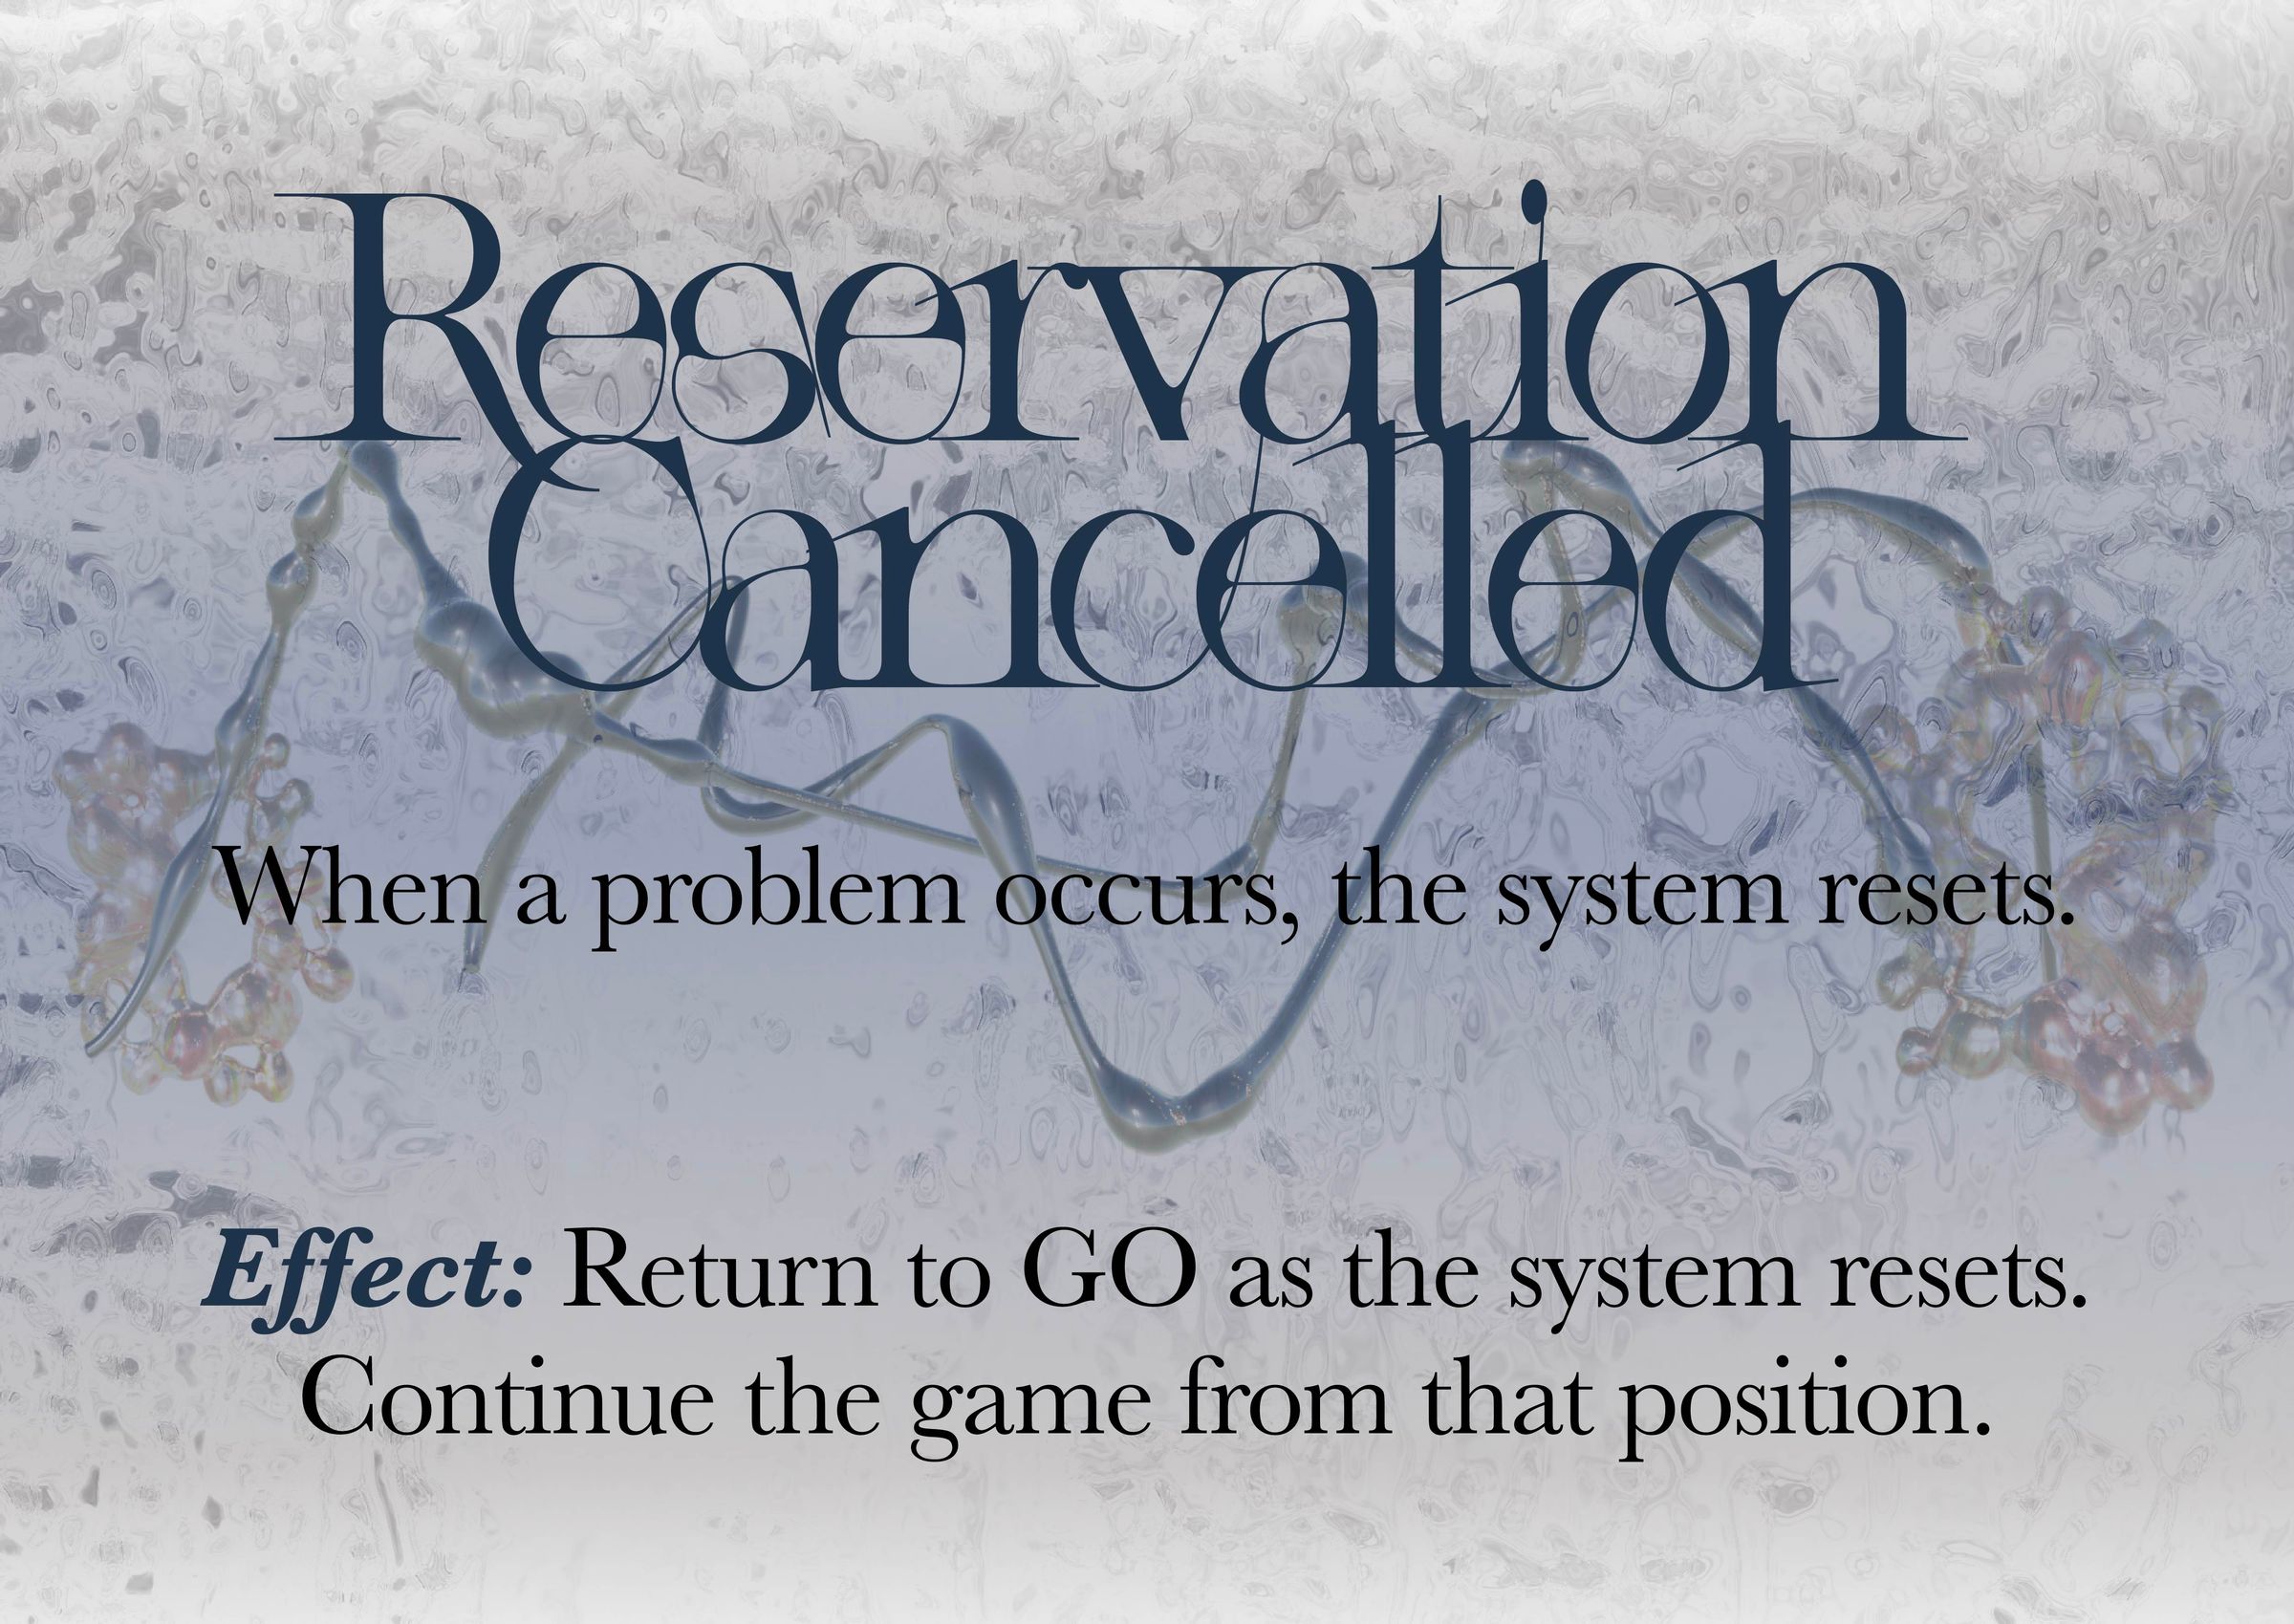 Reservation
Cancelled
When a problem occurs, the system resets.
Effect: Return to GO as the system resets.
Continue the game from that position.